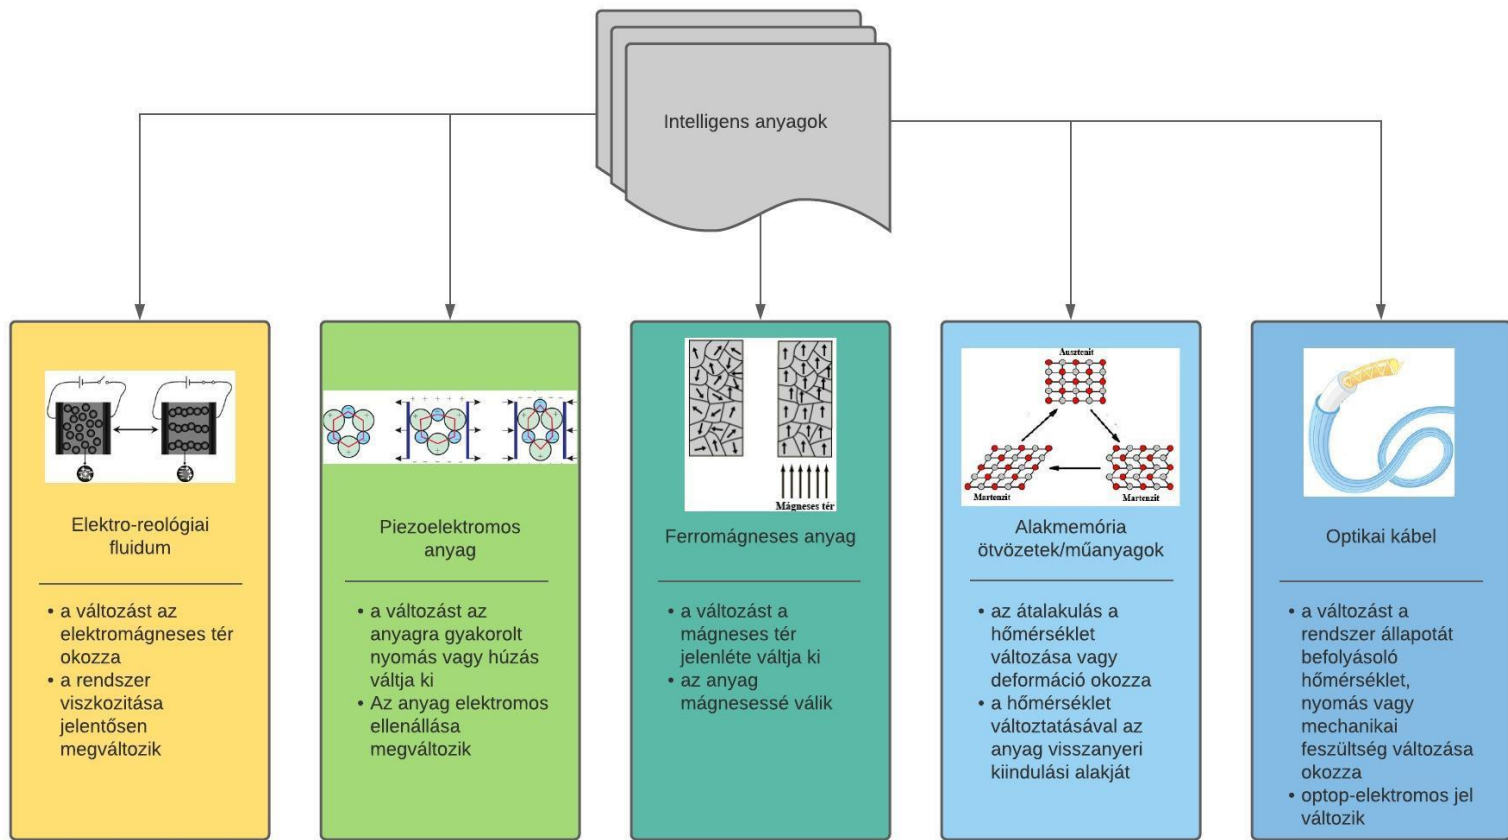 Intelligens anyagok
Elektro-reológiai
fluidum
• a változást az
elektromágneses tér
okozza
• a rendszer
viszkozitása
jelentősen
megváltozik
Piezoelektromos
anyag
• a változást az
anyagra gyakorolt
nyomás vagy húzás
váltja ki
• Az anyag elektromos
ellenállása
megváltozik
Mágneses tér
Ferromágneses anyag
• a változást a
mágneses tér
jelenléte váltja ki
• az anyag
mágnesessé válik
Ausztenit
Martenzit
Martenzit
Alakmemória
ötvözetek/műanyagok
• az átalakulás a
hőmérséklet
változása vagy
deformáció okozza
• a hőmérséklet
változtatásával az
anyag visszanyeri
kiindulási alakját
Optikai kábel
• a változást a
rendszer állapotát
befolyásoló
hőmérséklet,
nyomás vagy
mechanikai
feszültség változása
okozza
• optop-elektromos jel
változik